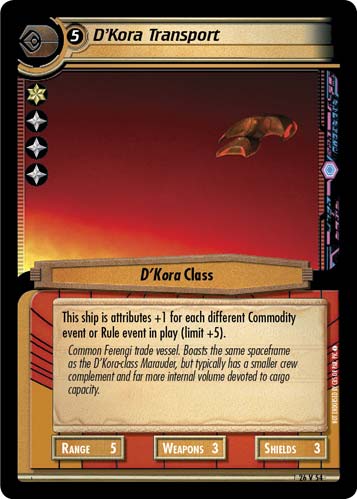 5 D'Kora Transport
D'Kora Class
This ship is attributes +1 for each different Commodity
event or Rule event in play (limit +5).
Common Ferengi trade vessel. Boasts the same spaceframe
as the D'Kora-class Marauder, but typically has a smaller crew
complement and far more internal volume devoted to cargo
capacity.
RANGE 5 WEAPONS 3 SHIELDS 3
26 V 54